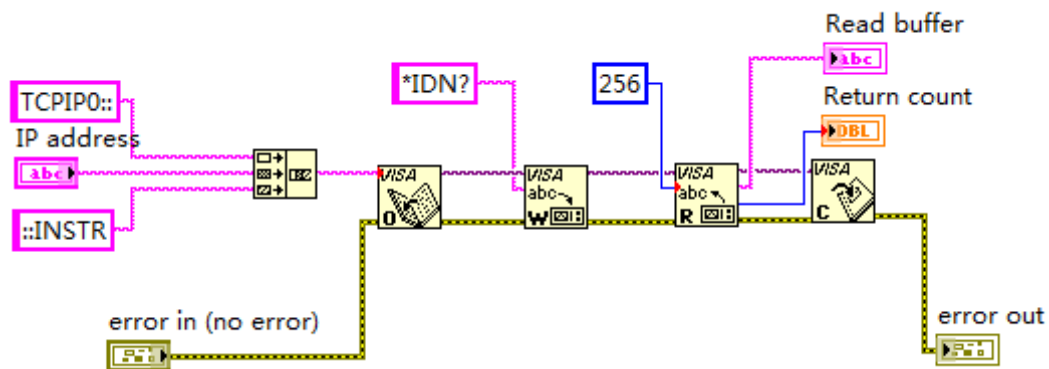 Read buffer
abc
*IDN?
256
Return count
DBL
TCPIP0::
IP address
abc
::INSTR
VISA
O
VISA
abc
W
VISA
abc
R
VISA
C
error in (no error)
error out